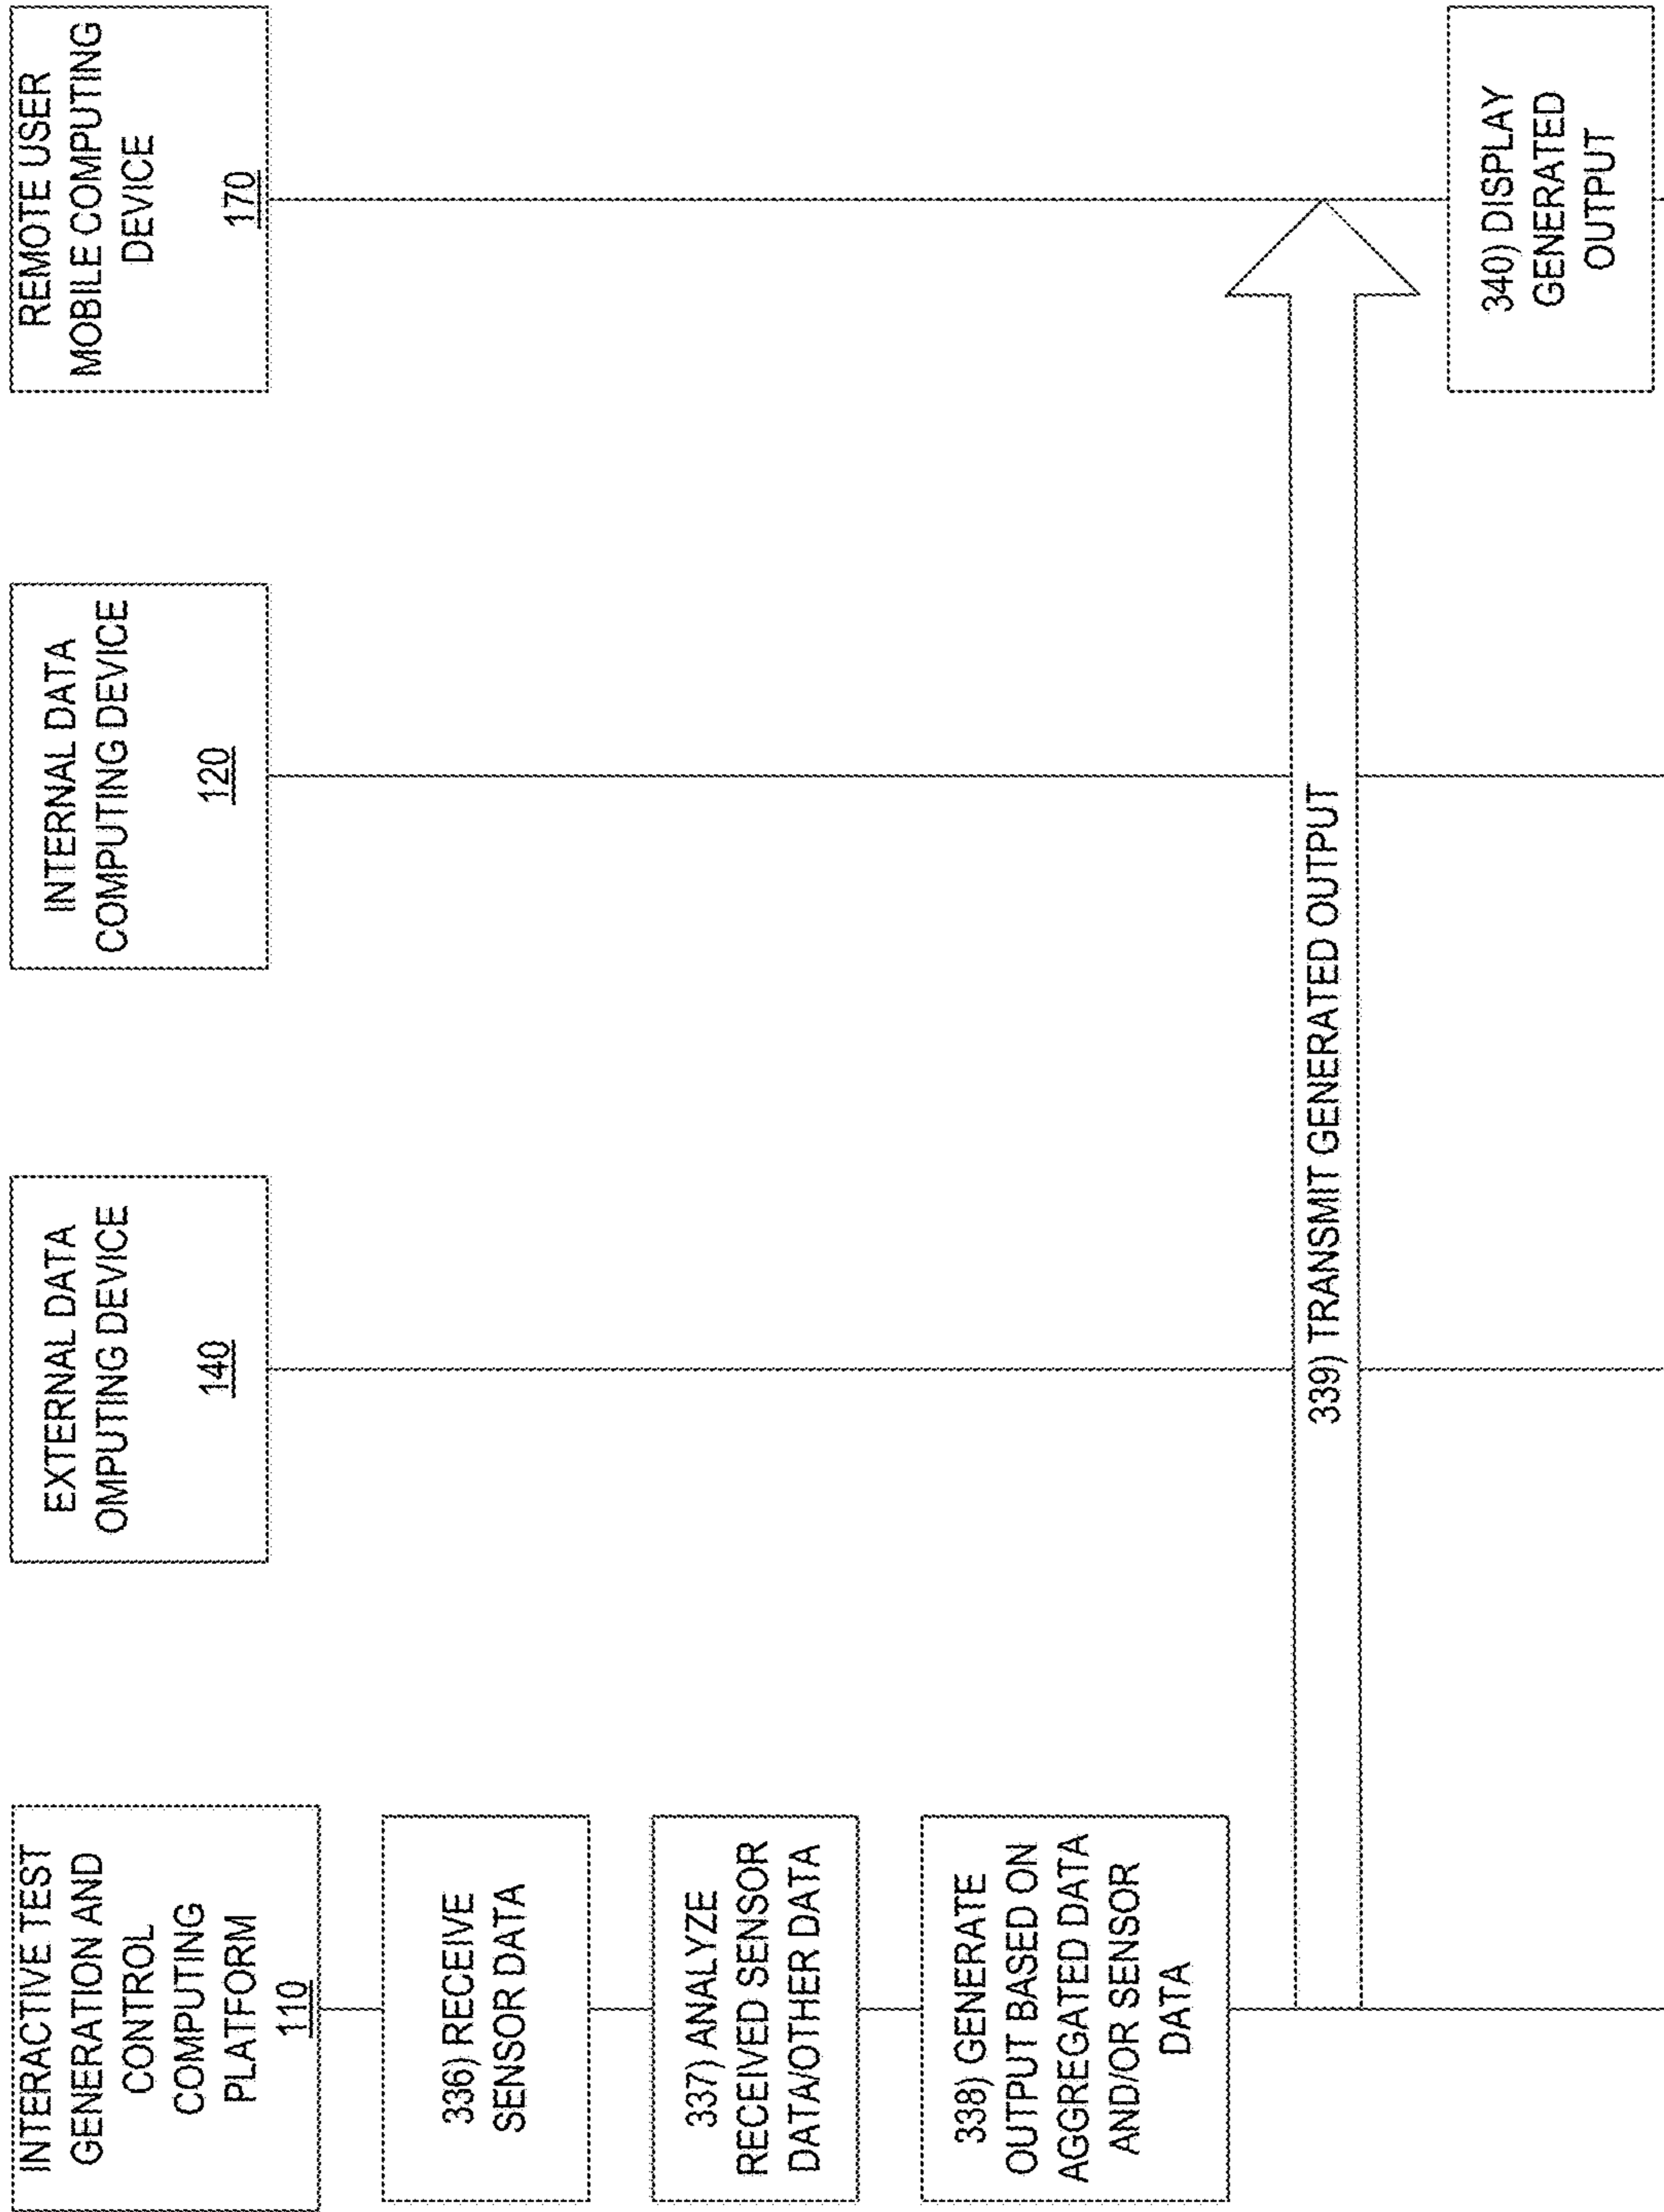 INTERACTIVE TEST
GENERATION AND
CONTROL
COMPUTING
PLATFORM
110
EXTERNAL DATA
OMPUTING DEVICE
140
INTERNAL DATA
COMPUTING DEVICE
120
REMOTE USER
MOBILE COMPUTING
DEVICE
170
336) RECEIVE
SENSOR DATA
337) ANALYZE
RECEIVED SENSOR
DATA/OTHER DATA
338) GENERATE
OUTPUT BASED ON
AGGREGATED DATA
AND/OR SENSOR
DATA
339) TRANSMIT GENERATED OUTPUT
340) DISPLAY
GENERATED
OUTPUT